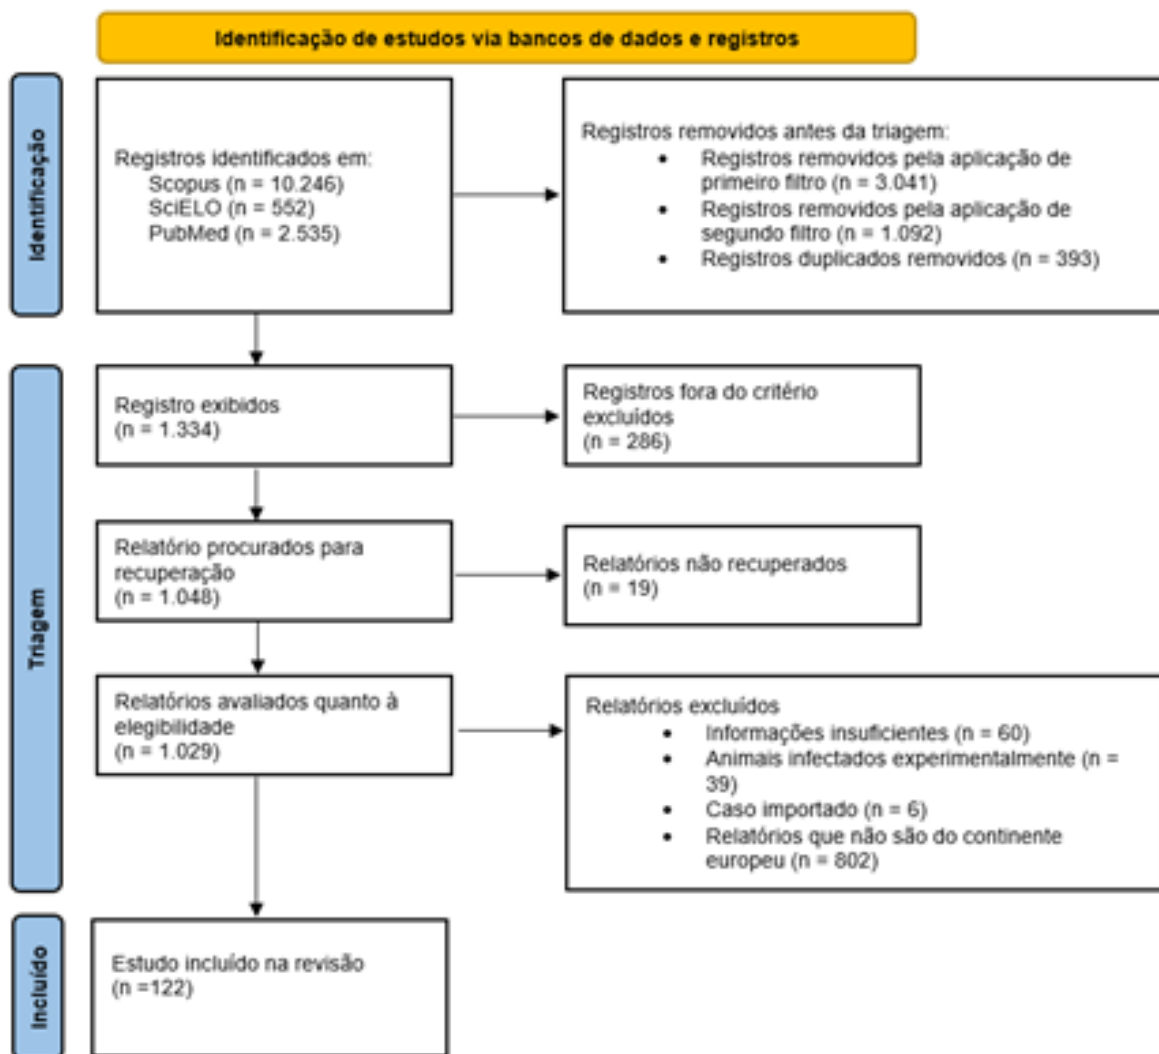 Identificação de estudos via bancos de dados e registros
Identificação
Registros identificados em:
Scopus (n = 10.246)
SciELO (n = 552)
PubMed (n = 2.535)
Registros removidos antes da triagem:
• Registros removidos pela aplicação de
primeiro filtro (n = 3.041)
• Registros removidos pela aplicação de
segundo filtro (n = 1.092)
• Registros duplicados removidos (n = 393)
Triagem
Registro exibidos
(n = 1.334)
Registros fora do critério
excluídos
(n = 286)
Relatório procurados para
recuperação
(n = 1.048)
Relatórios não recuperados
(n = 19)
Relatórios avaliados quanto à
elegibilidade
(n = 1.029)
Relatórios excluídos
• Informações insuficientes (n = 60)
• Animais infectados experimentalmente (n =
39)
• Caso importado (n = 6)
• Relatórios que não são do continente
europeu (n = 802)
Incluído
Estudo incluído na revisão
(n =122)